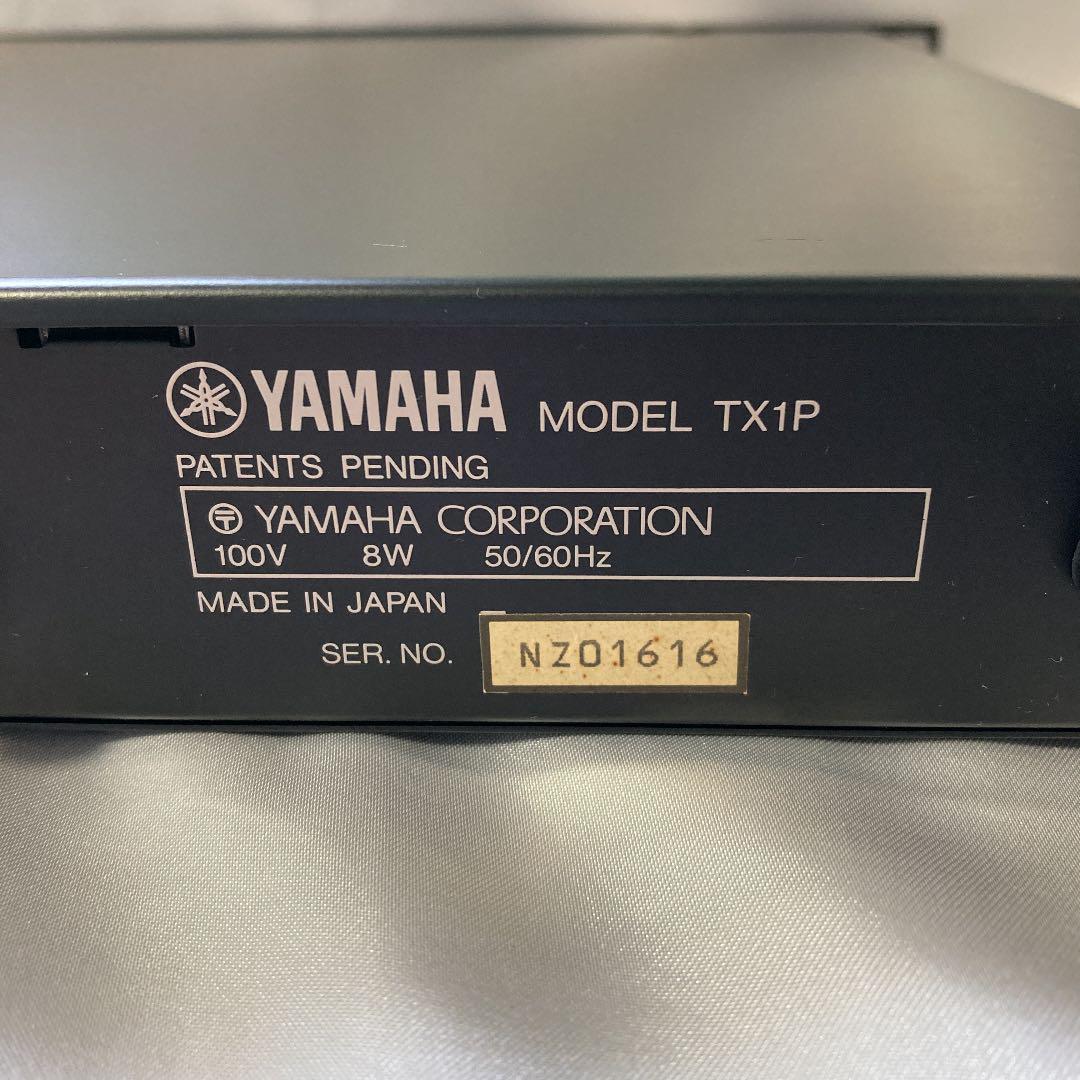 YAMAHA MODEL TX1P
PATENTS PENDING
〶 YAMAHA CORPORATION
100V 8W 50/60Hz
MADE IN JAPAN
SER. NO. NZ01616